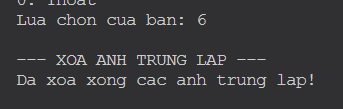 0. Thoat
Lua chon cua ban: 6
--- XOA ANH TRUNG LAP ---
Da xoa xong cac anh trung lap!